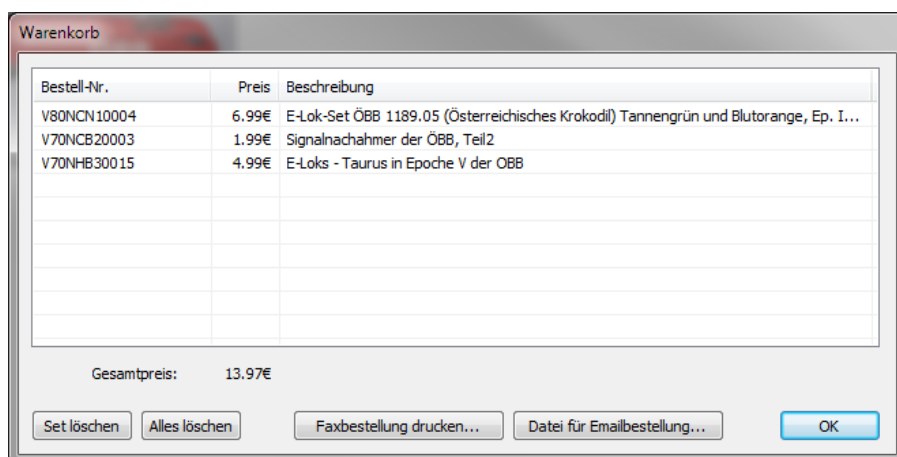 Warenkorb
Bestell-Nr. Preis Beschreibung
V80NCN10004 6.99€ E-Lok-Set ÖBB 1189.05 (Österreichisches Krokodil) Tannengrün und Blutorange, Ep. I...
V70NCB20003 1.99€ Signalnachahmer der ÖBB, Teil2
V70NHB30015 4.99€ E-Loks - Taurus in Epoche V der OBB
Gesamtpreis: 13.97€
Set löschen Alles löschen Faxbestellung drucken... Datei für Emailbestellung... OK